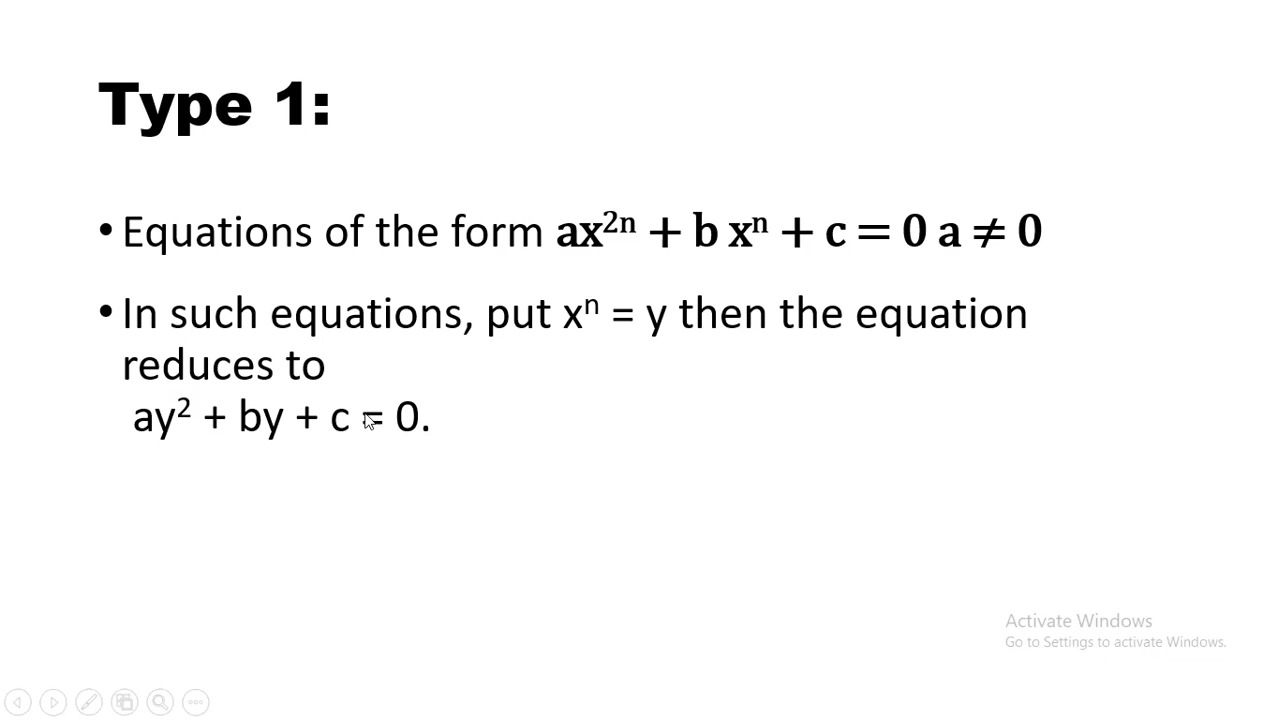 Type 1:
• Equations of the form ax²ⁿ + b xⁿ + c = 0 a ≠ 0
• In such equations, put xⁿ = y then the equation
reduces to
ay² + by + c = 0.
Activate Windows
Go to Settings to activate Windows.